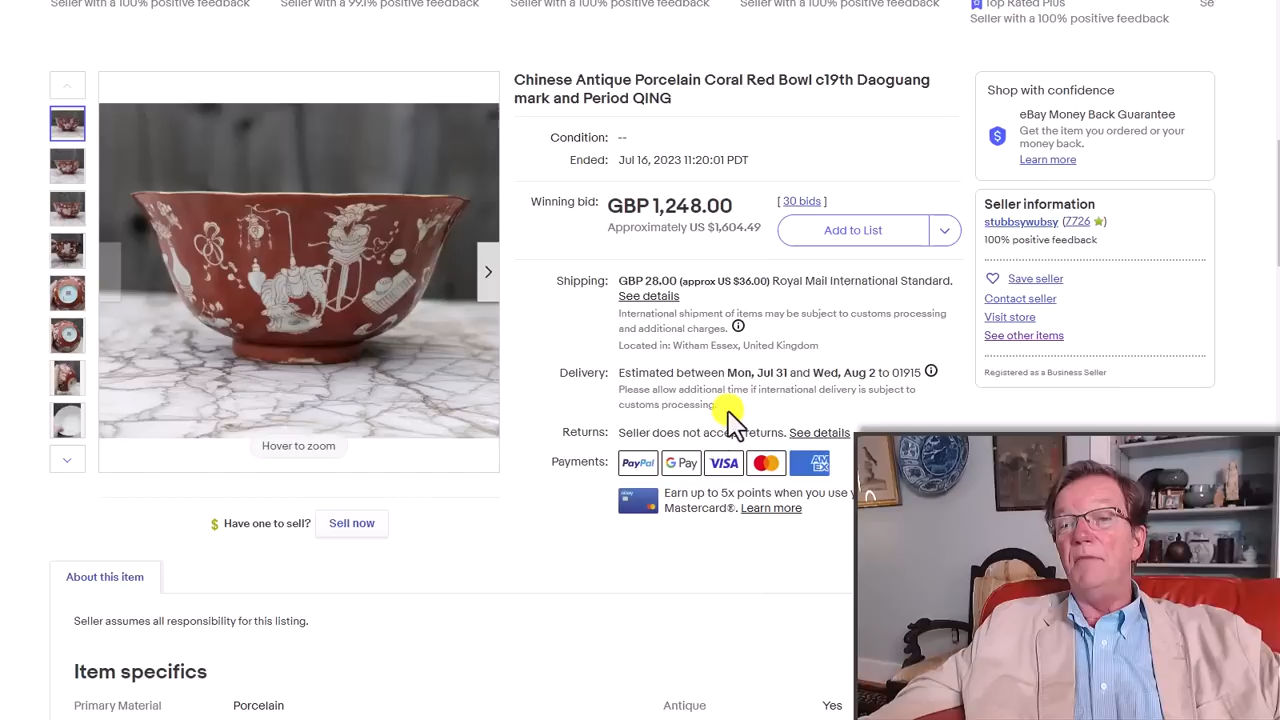 Seller with a 100% positive feedback
Seller with a 99.1% positive feedback
Seller with a 100% positive feedback
Seller with a 100% positive feedback
Top Rated Plus
Seller with a 100% positive feedback
Se
Chinese Antique Porcelain Coral Red Bowl c19th Daoguang
mark and Period QING
Condition: --
Ended: Jul 16, 2023 11:20:01 PDT
Winning bid: GBP 1,248.00 [ 30 bids ]
Approximately US $1,604.49
Add to List
Shipping: GBP 28.00 (approx US $36.00) Royal Mail International Standard.
See details
International shipment of items may be subject to customs processing
and additional charges.
Located in: Witham Essex, United Kingdom
Delivery: Estimated between Mon, Jul 31 and Wed, Aug 2 to 01915
Please allow additional time if international delivery is subject to
customs processing.
Returns: Seller does not accept returns. See details
Payments: PayPal G Pay VISA AM EX
Earn up to 5x points when you use y
Mastercard®. Learn more
Hover to zoom
Have one to sell? Sell now
Shop with confidence
eBay Money Back Guarantee
Get the item you ordered or your
money back.
Learn more
Seller information
stubbsywubsy (7726)
100% positive feedback
Save seller
Contact seller
Visit store
See other items
Registered as a Business Seller
About this item
Seller assumes all responsibility for this listing.
Item specifics
Primary Material Porcelain Antique Yes